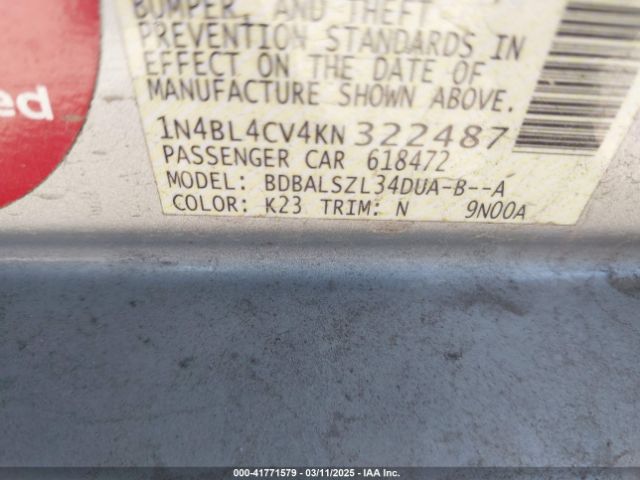 BUMPER, AND THEFT
PREVENTION STANDARDS IN
EFFECT ON THE DATE OF
MANUFACTURE SHOWN ABOVE.
ed
1N4BL4CV4KN322487
PASSENGER CAR 618472
MODEL: BDBALSZL34DUA-B--A
COLOR: K23 TRIM: N 9N00A
000-41771579 - 03/11/2025 - IAA Inc.